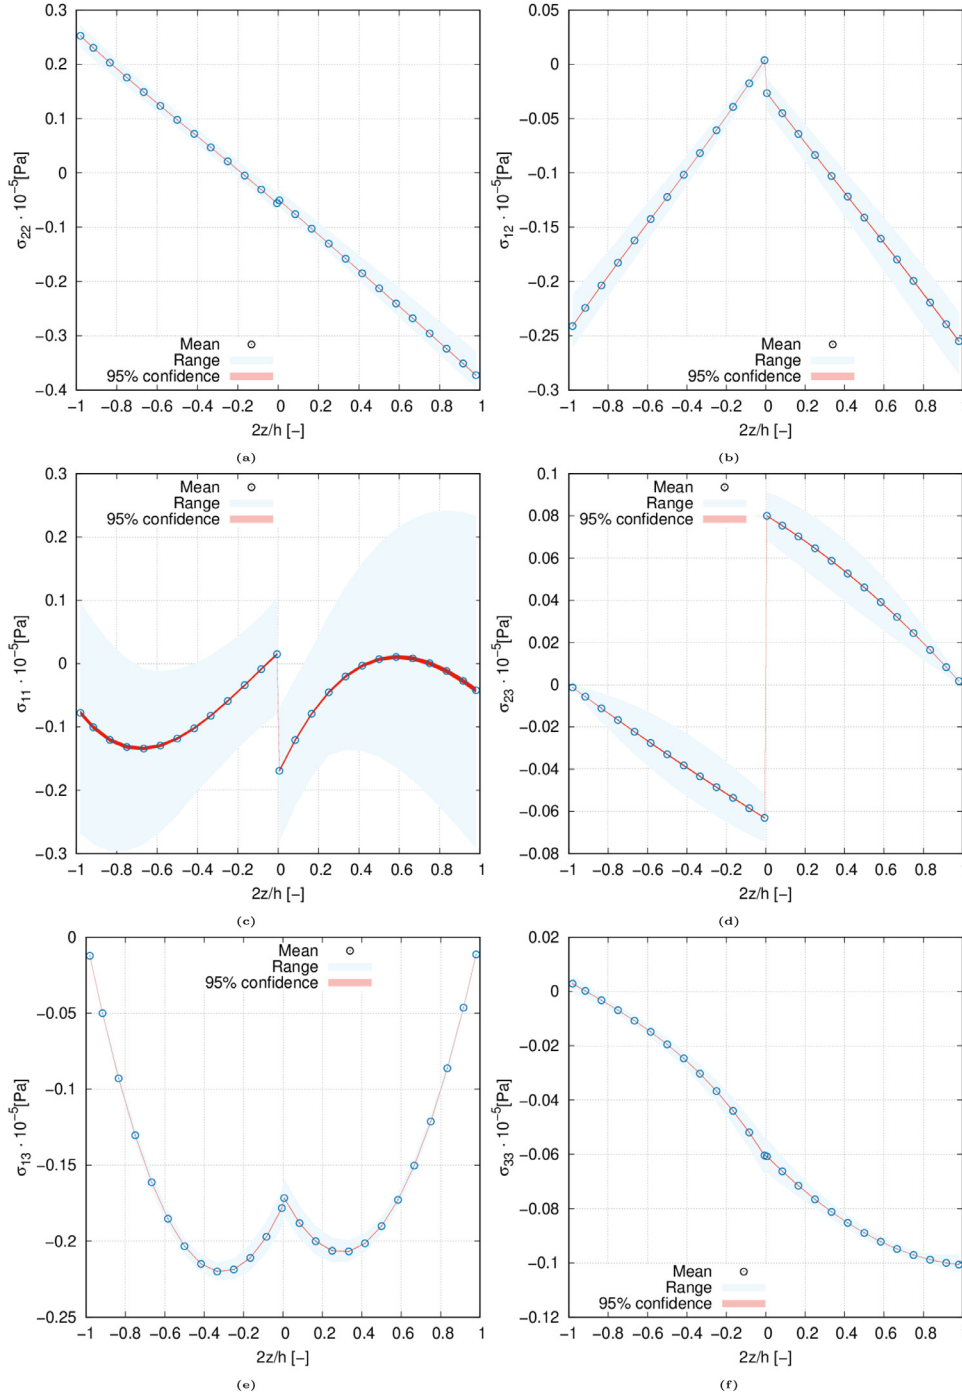 0.3
0.2
0.1
0
−0.1
−0.2
−0.3
−0.4
σ22 · 10−5[Pa]
Mean
Range
95% confidence
−1 −0.8 −0.6 −0.4 −0.2 0 0.2 0.4 0.6 0.8 1
2z/h [−]
(a)
0.05
0
−0.05
−0.1
−0.15
−0.2
−0.25
−0.3
σ12 · 10−5[Pa]
Mean
Range
95% confidence
−1 −0.8 −0.6 −0.4 −0.2 0 0.2 0.4 0.6 0.8 1
2z/h [−]
(b)
0.3
0.2
0.1
0
−0.1
−0.2
−0.3
σ11 · 10−5[Pa]
Mean
Range
95% confidence
−1 −0.8 −0.6 −0.4 −0.2 0 0.2 0.4 0.6 0.8 1
2z/h [−]
(c)
0.1
0.08
0.06
0.04
0.02
0
−0.02
−0.04
−0.06
−0.08
σ23 · 10−5[Pa]
Mean
Range
95% confidence
−1 −0.8 −0.6 −0.4 −0.2 0 0.2 0.4 0.6 0.8 1
2z/h [−]
(d)
0
−0.05
−0.1
−0.15
−0.2
−0.25
σ13 · 10−5[Pa]
Mean
Range
95% confidence
−1 −0.8 −0.6 −0.4 −0.2 0 0.2 0.4 0.6 0.8 1
2z/h [−]
(e)
0.02
0
−0.02
−0.04
−0.06
−0.08
−0.1
−0.12
σ33 · 10−5[Pa]
Mean
Range
95% confidence
−1 −0.8 −0.6 −0.4 −0.2 0 0.2 0.4 0.6 0.8 1
2z/h [−]
(f)